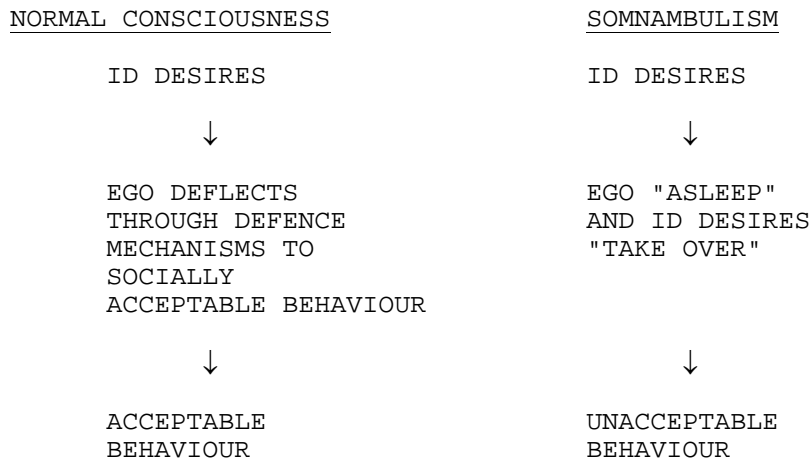 NORMAL CONSCIOUSNESS SOMNAMBULISM
ID DESIRES ID DESIRES
↓ ↓
EGO DEFLECTS EGO "ASLEEP"
THROUGH DEFENCE AND ID DESIRES
MECHANISMS TO "TAKE OVER"
SOCIALLY
ACCEPTABLE BEHAVIOUR
↓ ↓
ACCEPTABLE UNACCEPTABLE
BEHAVIOUR BEHAVIOUR